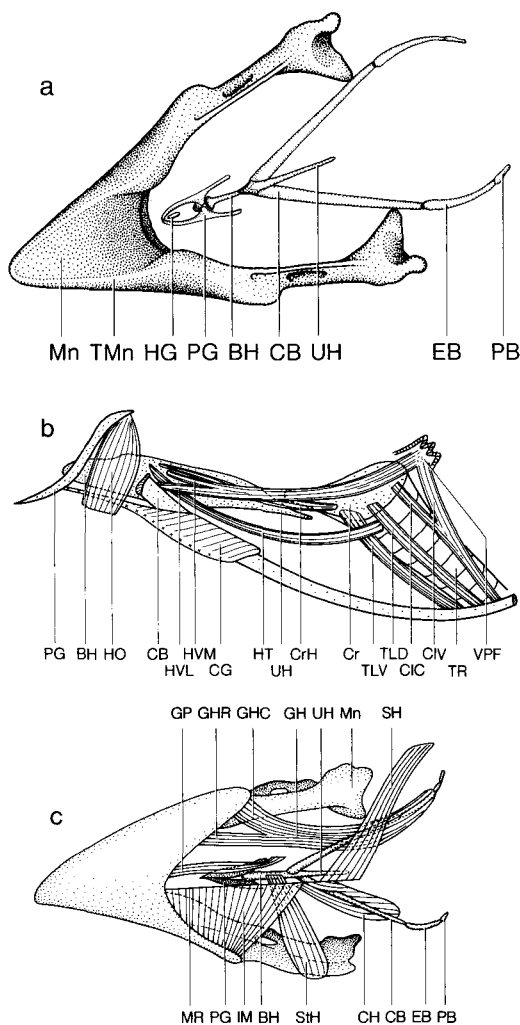 a
Mn TMn HG PG BH CB UH EB PB
b
PG BH HO CB HVM HT CrH Cr TLD CIV VPF
HVL CG UH TLV CIC TR
GP GHR GHC GH UH Mn SH
c
MR PG IM BH StH CH CB EB PB